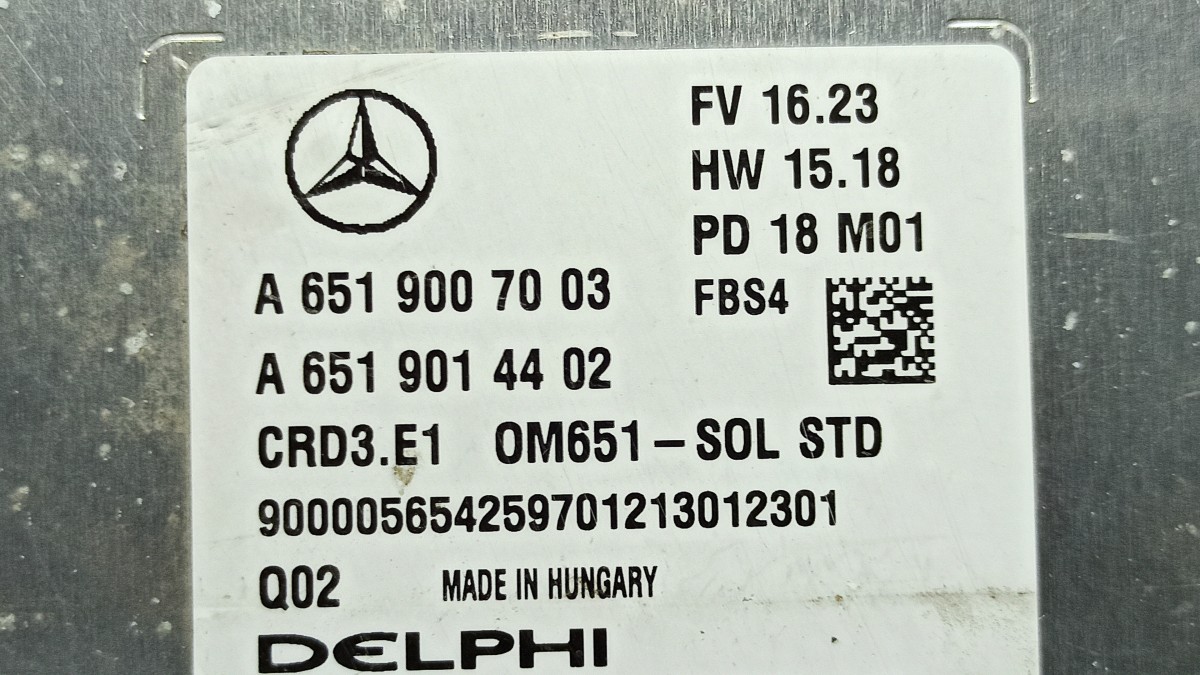 FV 16.23
HW 15.18
PD 18 M01
A 651 900 70 03
FBS4
A 651 901 44 02
CRD3.E1 OM651-SOL STD
900005654259701213012301
Q02 MADE IN HUNGARY
DELPHI